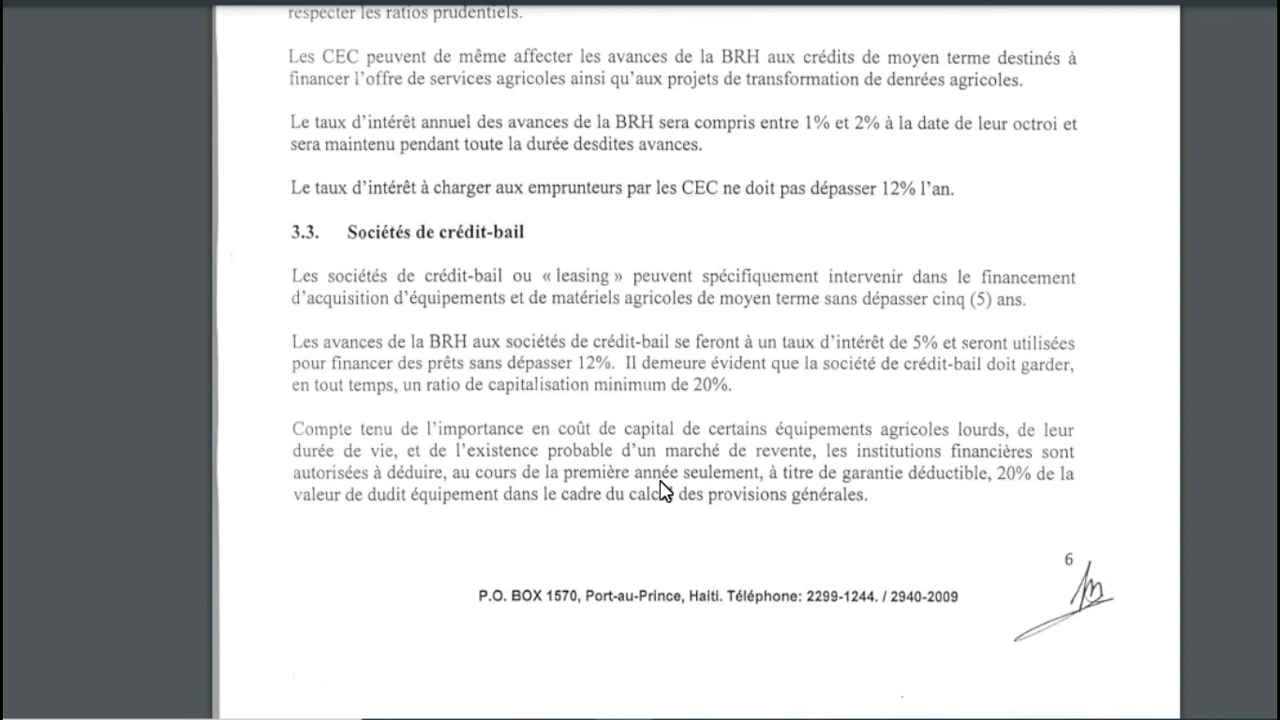 respecter les ratios prudentiels.
Les CEC peuvent de même affecter les avances de la BRH aux crédits de moyen terme destinés à
financer l'offre de services agricoles ainsi qu'aux projets de transformation de denrées agricoles.
Le taux d'intérêt annuel des avances de la BRH sera compris entre 1% et 2% à la date de leur octroi et
sera maintenu pendant toute la durée desdites avances.
Le taux d'intérêt à charger aux emprunteurs par les CEC ne doit pas dépasser 12% l'an.
3.3. Sociétés de crédit-bail
Les sociétés de crédit-bail ou « leasing » peuvent spécifiquement intervenir dans le financement
d'acquisition d'équipements et de matériels agricoles de moyen terme sans dépasser cinq (5) ans.
Les avances de la BRH aux sociétés de crédit-bail se feront à un taux d'intérêt de 5% et seront utilisées
pour financer des prêts sans dépasser 12%. Il demeure évident que la société de crédit-bail doit garder,
en tout temps, un ratio de capitalisation minimum de 20%.
Compte tenu de l'importance en coût de capital de certains équipements agricoles lourds, de leur
durée de vie, et de l'existence probable d'un marché de revente, les institutions financières sont
autorisées à déduire, au cours de la première année seulement, à titre de garantie déductible, 20% de la
valeur de dudit équipement dans le cadre du calcul des provisions générales.
6
P.O. BOX 1570, Port-au-Prince, Haiti. Téléphone: 2299-1244. / 2940-2009